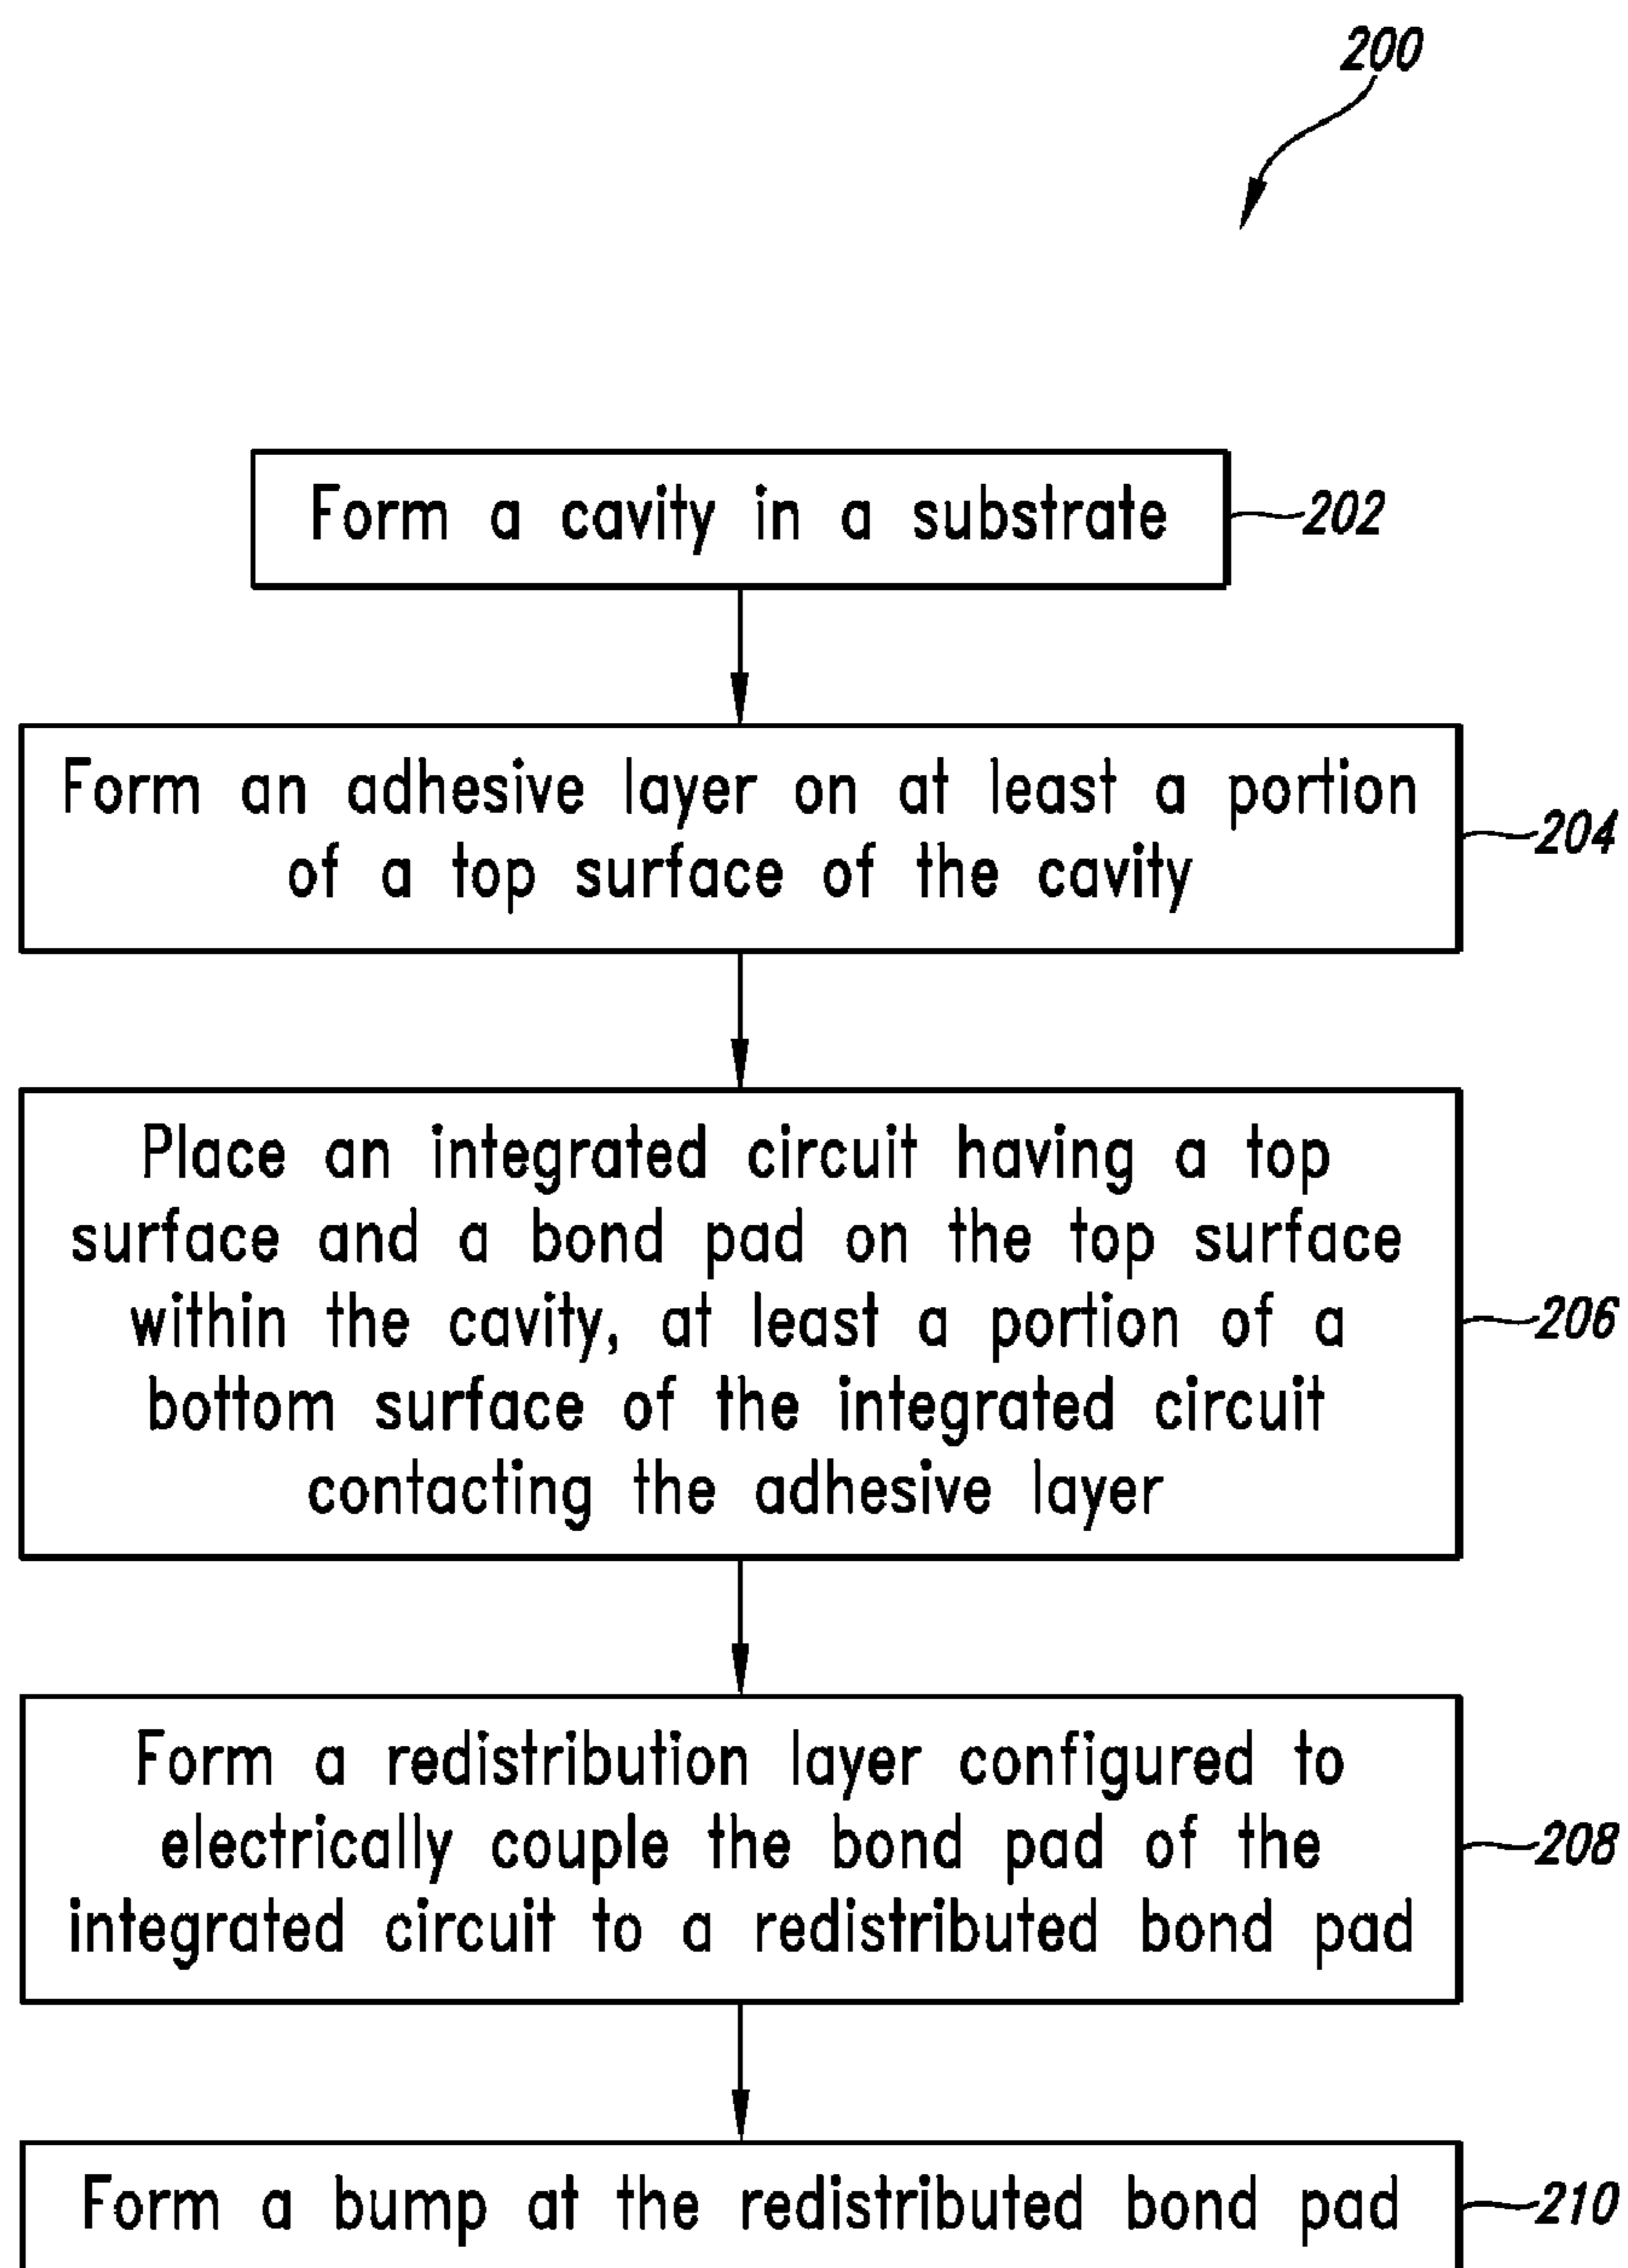 200
Form a cavity in a substrate
202
Form an adhesive layer on at least a portion
of a top surface of the cavity
204
Place an integrated circuit having a top
surface and a bond pad on the top surface
within the cavity, at least a portion of a
bottom surface of the integrated circuit
contacting the adhesive layer
206
Form a redistribution layer configured to
electrically couple the bond pad of the
integrated circuit to a redistributed bond pad
208
Form a bump at the redistributed bond pad
210